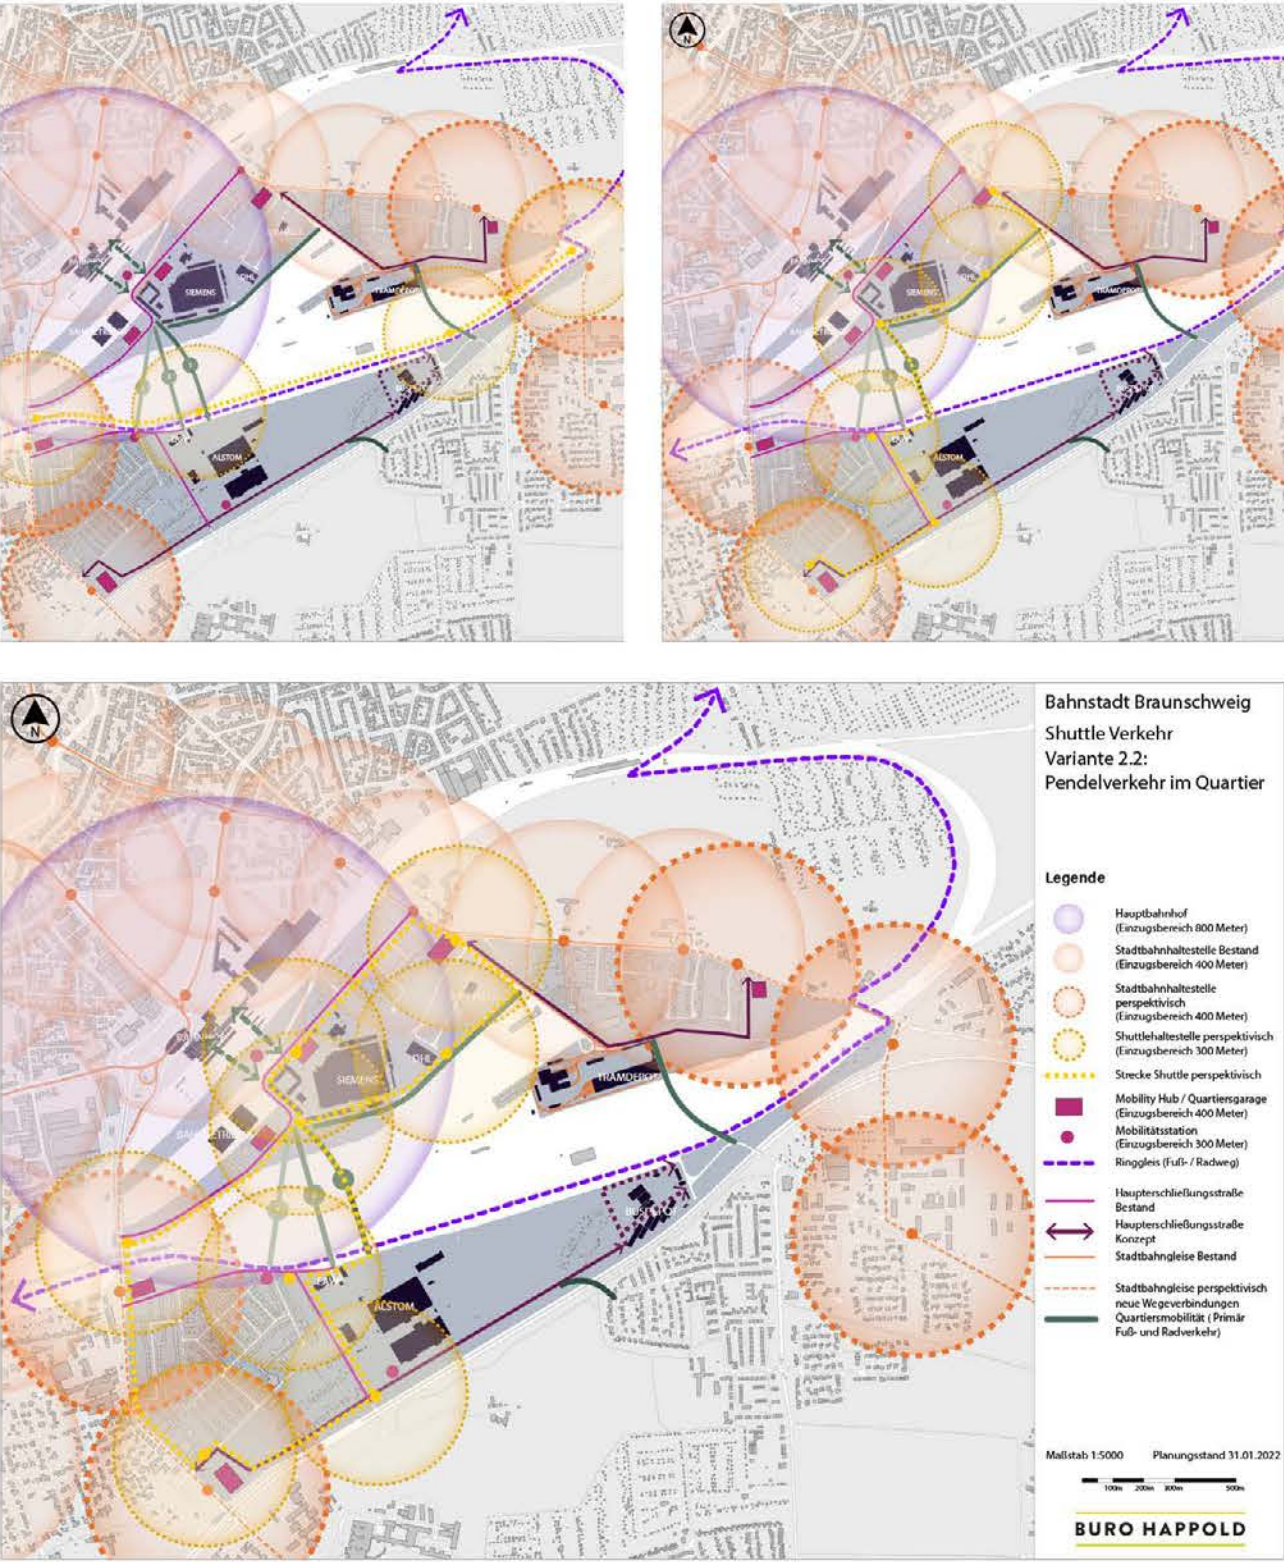 N
SIEMENS
TRAMDEPOT
ALSTOM
N
SIEMENS
TRAMDEPOT
ALSTOM
N
SIEMENS
TRAMDEPOT
ALSTOM
Bahnstadt Braunschweig
Shuttle Verkehr
Variante 2.2:
Pendelverkehr im Quartier
Legende
Hauptbahnhof
(Einzugsbereich 800 Meter)
Stadtbahnhaltestelle Bestand
(Einzugsbereich 400 Meter)
Stadtbahnhaltestelle
perspektivisch
(Einzugsbereich 400 Meter)
Shuttlehaltestelle perspektivisch
(Einzugsbereich 300 Meter)
Strecke Shuttle perspektivisch
Mobility Hub / Quartiersgarage
(Einzugsbereich 400 Meter)
Mobilitätsstation
(Einzugsbereich 300 Meter)
Ringgleis (Fuß- / Radweg)
Haupterschließungsstraße
Bestand
Haupterschließungsstraße
Konzept
Stadtbahngleise Bestand
Stadtbahngleise perspektivisch
neue Wegeverbindungen
Quartiersmobilität ( Primär
Fuß- und Radverkehr)
Maßstab 1:5000 Planungsstand 31.01.2022
100m 200m 300m 500m
BURO HAPPOLD